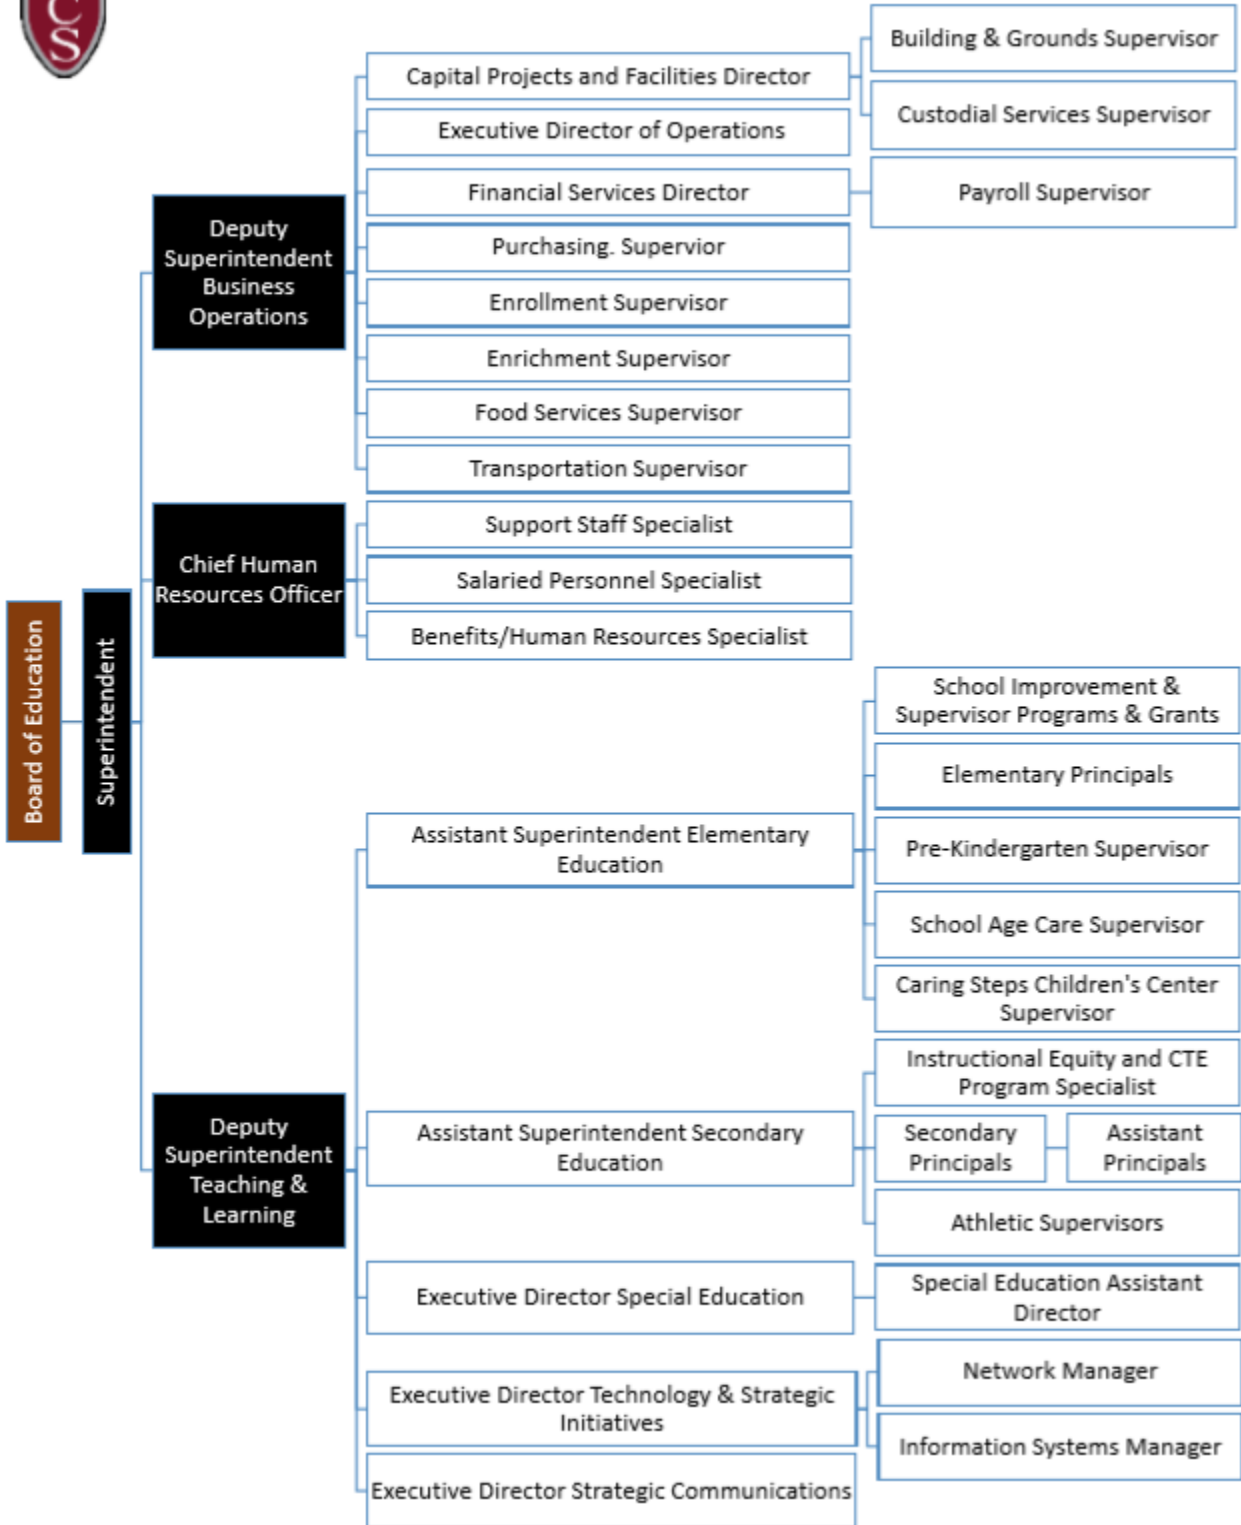 C
S
Board of Education
Superintendent
Deputy
Superintendent
Business
Operations
Capital Projects and Facilities Director
Building & Grounds Supervisor
Custodial Services Supervisor
Executive Director of Operations
Financial Services Director
Payroll Supervisor
Purchasing. Supervior
Enrollment Supervisor
Enrichment Supervisor
Food Services Supervisor
Transportation Supervisor
Chief Human
Resources Officer
Support Staff Specialist
Salaried Personnel Specialist
Benefits/Human Resources Specialist
Deputy
Superintendent
Teaching &
Learning
Assistant Superintendent Elementary
Education
School Improvement &
Supervisor Programs & Grants
Elementary Principals
Pre-Kindergarten Supervisor
School Age Care Supervisor
Caring Steps Children's Center
Supervisor
Assistant Superintendent Secondary
Education
Instructional Equity and CTE
Program Specialist
Secondary
Principals
Assistant
Principals
Athletic Supervisors
Executive Director Special Education
Special Education Assistant
Director
Executive Director Technology & Strategic
Initiatives
Network Manager
Information Systems Manager
Executive Director Strategic Communications